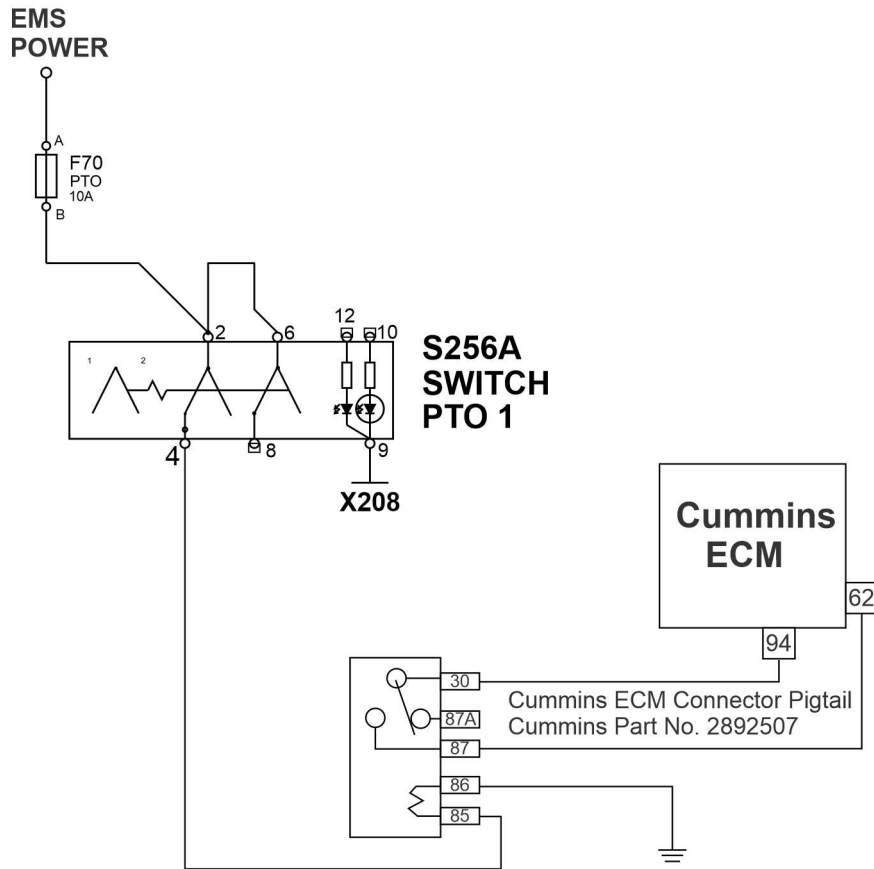 EMS
POWER
A
F70
PTO
10A
B
2
6
12
10
1
2
S256A
SWITCH
PTO 1
4
8
9
X208
Cummins
ECM
62
94
30
Cummins ECM Connector Pigtail
87A
Cummins Part No. 2892507
87
86
85